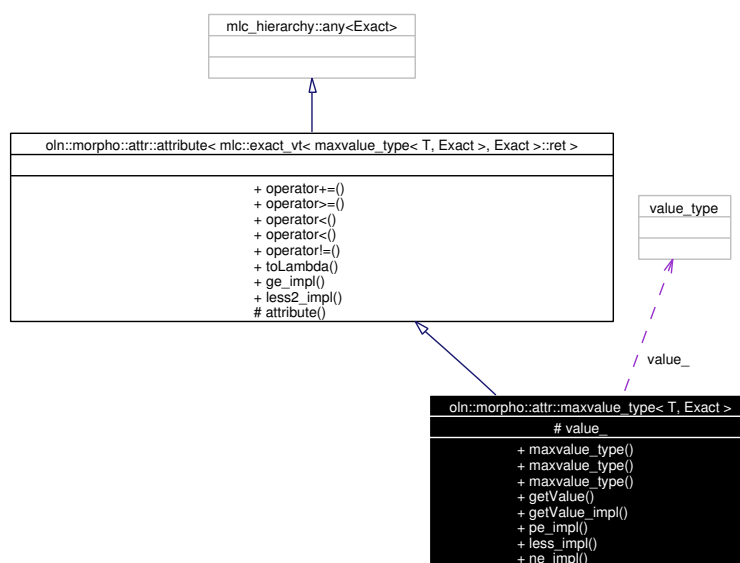 mlc_hierarchy::any<Exact>
oln::morpho::attr::attribute< mlc::exact_vt< maxvalue_type< T, Exact >, Exact >::ret >
+ operator+=()
+ operator>=()
+ operator<()
+ operator<()
+ operator!=()
+ toLambda()
+ ge_impl()
+ less2_impl()
# attribute()
value_type
value_
oln::morpho::attr::maxvalue_type< T, Exact >
# value_
+ maxvalue_type()
+ maxvalue_type()
+ maxvalue_type()
+ getValue()
+ getValue_impl()
+ pe_impl()
+ less_impl()
+ ne_impl()